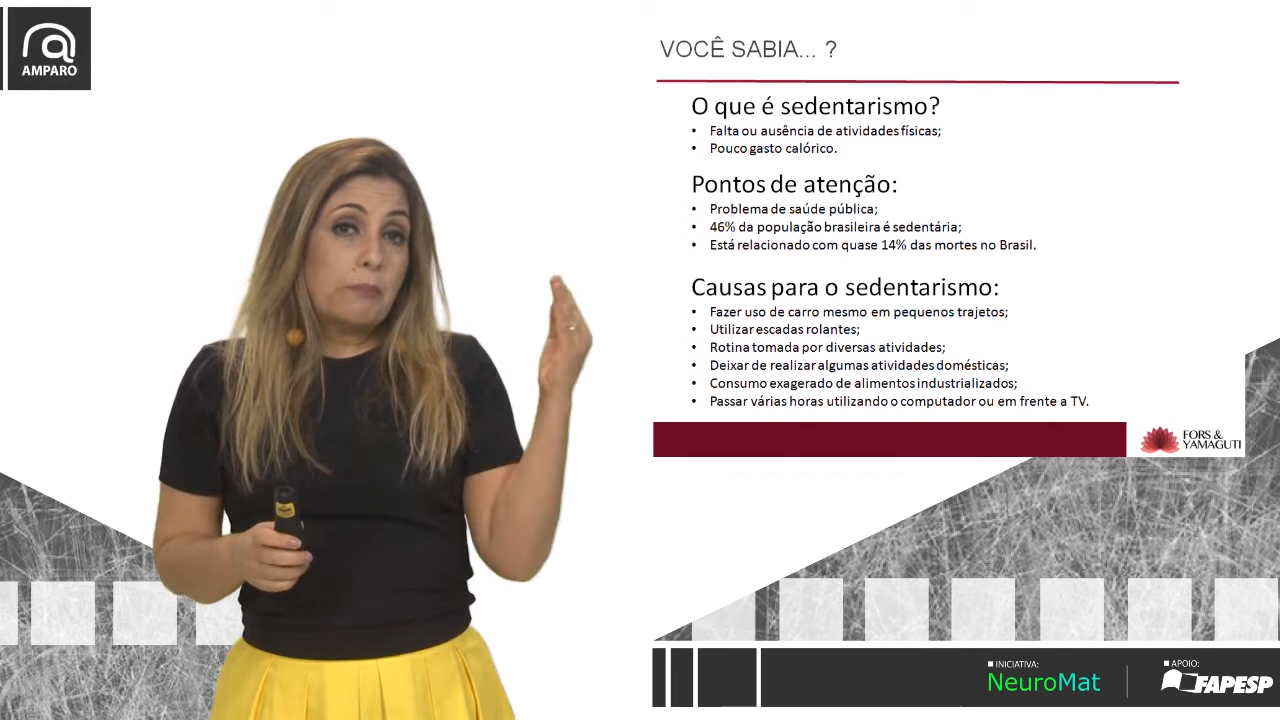 AMPARO
VOCÊ SABIA... ?
O que é sedentarismo?
• Falta ou ausência de atividades físicas;
• Pouco gasto calórico.
Pontos de atenção:
• Problema de saúde pública;
• 46% da população brasileira é sedentária;
• Está relacionado com quase 14% das mortes no Brasil.
Causas para o sedentarismo:
• Fazer uso de carro mesmo em pequenos trajetos;
• Utilizar escadas rolantes;
• Rotina tomada por diversas atividades;
• Deixar de realizar algumas atividades domésticas;
• Consumo exagerado de alimentos industrializados;
• Passar várias horas utilizando o computador ou em frente a TV.
FORS &
YAMAGUTI
INICIATIVA:
NeuroMat
APOIO:
FAPESP